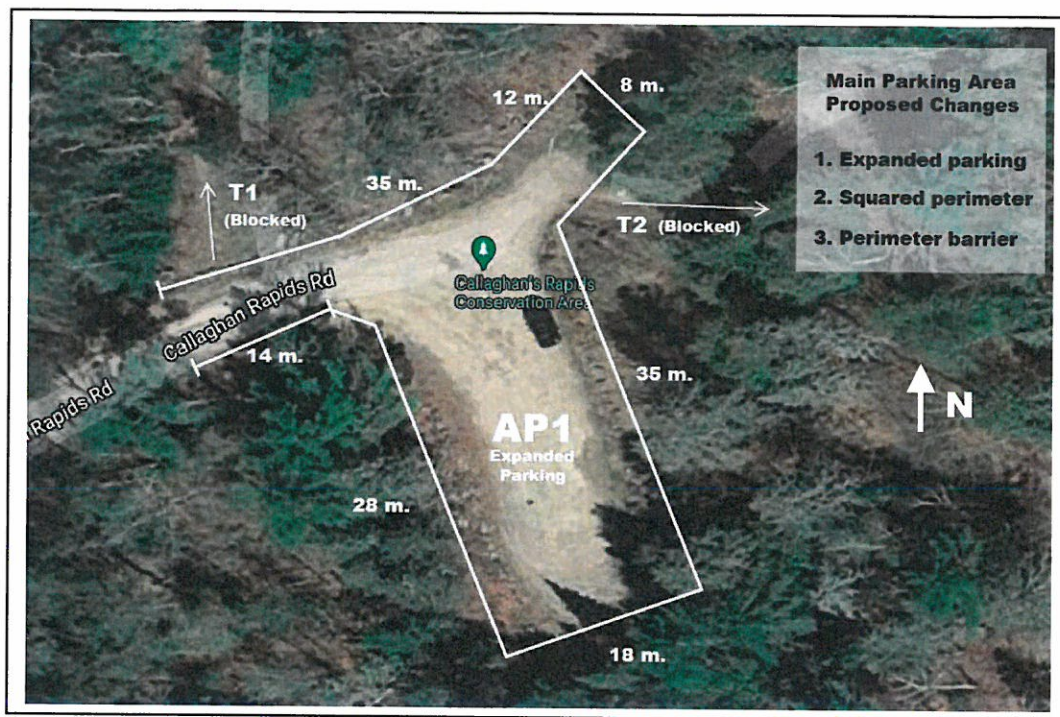 Main Parking Area
Proposed Changes
1. Expanded parking
2. Squared perimeter
3. Perimeter barrier
8 m.
12 m.
35 m.
T1
(Blocked)
T2 (Blocked)
Callaghan's Rapids
Conservation Area
Callaghan Rapids Rd
Rapids Rd
14 m.
35 m.
N
AP1
Expanded
Parking
28 m.
18 m.